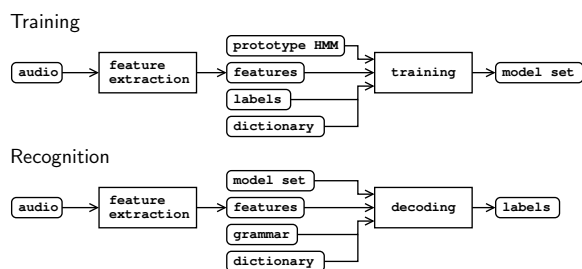 Training
prototype HMM
audio
feature
extraction
features
training
model set
labels
dictionary
Recognition
model set
audio
feature
extraction
features
decoding
labels
grammar
dictionary